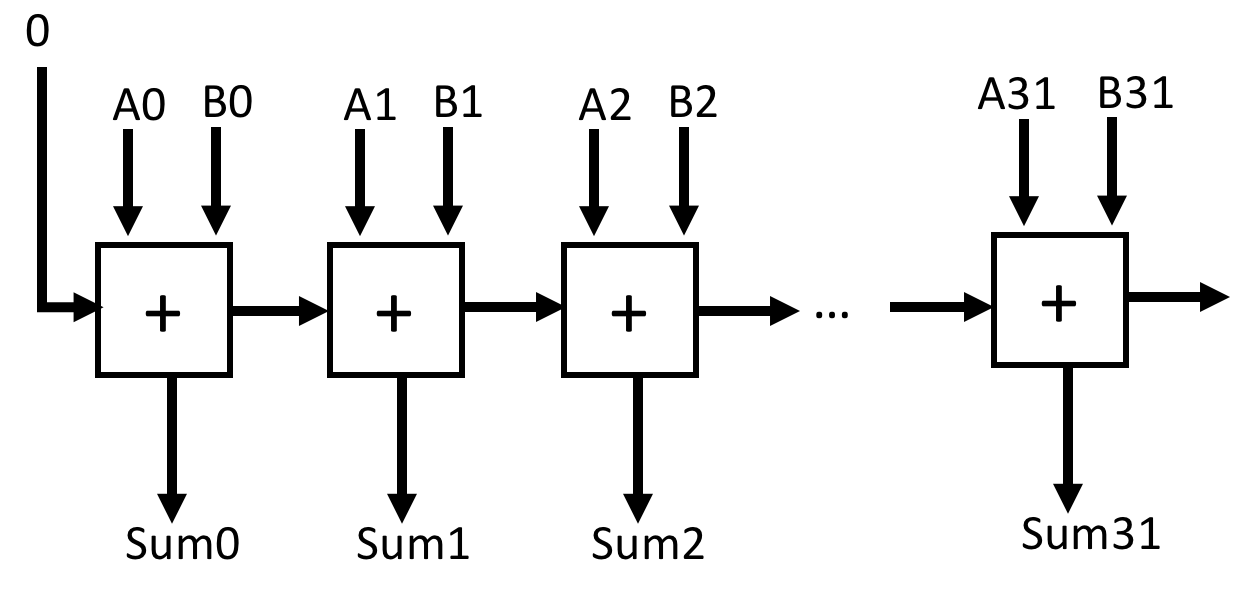 0
A0 B0 A1 B1 A2 B2 A31 B31
+ + + ... +
Sum0 Sum1 Sum2 Sum31